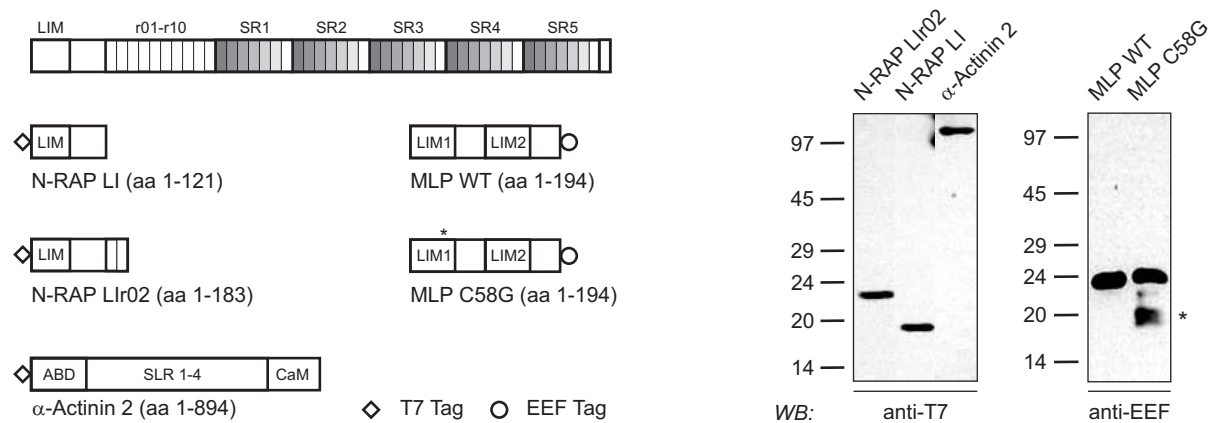 LIM r01-r10 SR1 SR2 SR3 SR4 SR5
LIM
N-RAP LI (aa 1-121)
LIM1 LIM2
MLP WT (aa 1-194)
LIM
N-RAP LIr02 (aa 1-183)
*
LIM1 LIM2
MLP C58G (aa 1-194)
ABD SLR 1-4 CaM
α-Actinin 2 (aa 1-894)
T7 Tag EEF Tag
N-RAP LIr02
N-RAP LI
α-Actinin 2
97
45
29
24
20
14
WB: anti-T7
MLP WT
MLP C58G
97
45
29
24
20 *
14
anti-EEF